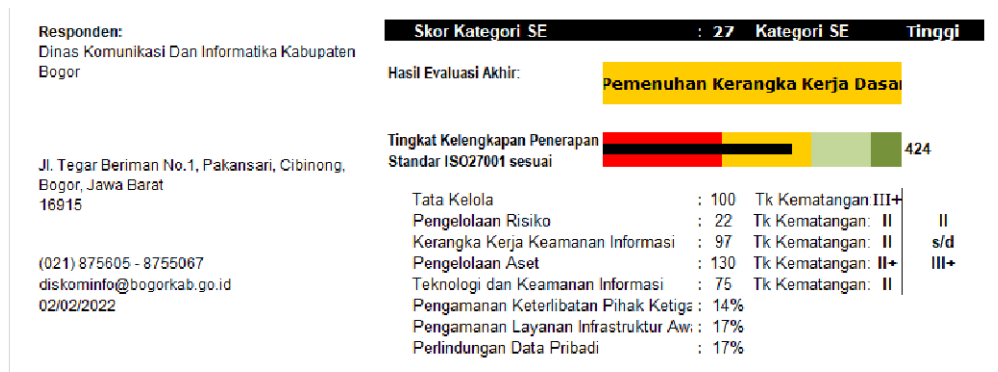 Responden:
Dinas Komunikasi Dan Informatika Kabupaten
Bogor
Jl. Tegar Beriman No.1, Pakansari, Cibinong,
Bogor, Jawa Barat
16915
(021) 875605 - 8755067
diskominfo@bogorkab.go.id
02/02/2022
Skor Kategori SE : 27 Kategori SE Tinggi
Hasil Evaluasi Akhir:
Pemenuhan Kerangka Kerja Dasar
Tingkat Kelengkapan Penerapan
Standar ISO27001 sesuai
424
Tata Kelola : 100 Tk Kematangan: III+
Pengelolaan Risiko : 22 Tk Kematangan: II II
Kerangka Kerja Keamanan Informasi : 97 Tk Kematangan: II s/d
Pengelolaan Aset : 130 Tk Kematangan: II+ III+
Teknologi dan Keamanan Informasi : 75 Tk Kematangan: II
Pengamanan Keterlibatan Pihak Ketiga : 14%
Pengamanan Layanan Infrastruktur Awa : 17%
Perlindungan Data Pribadi : 17%